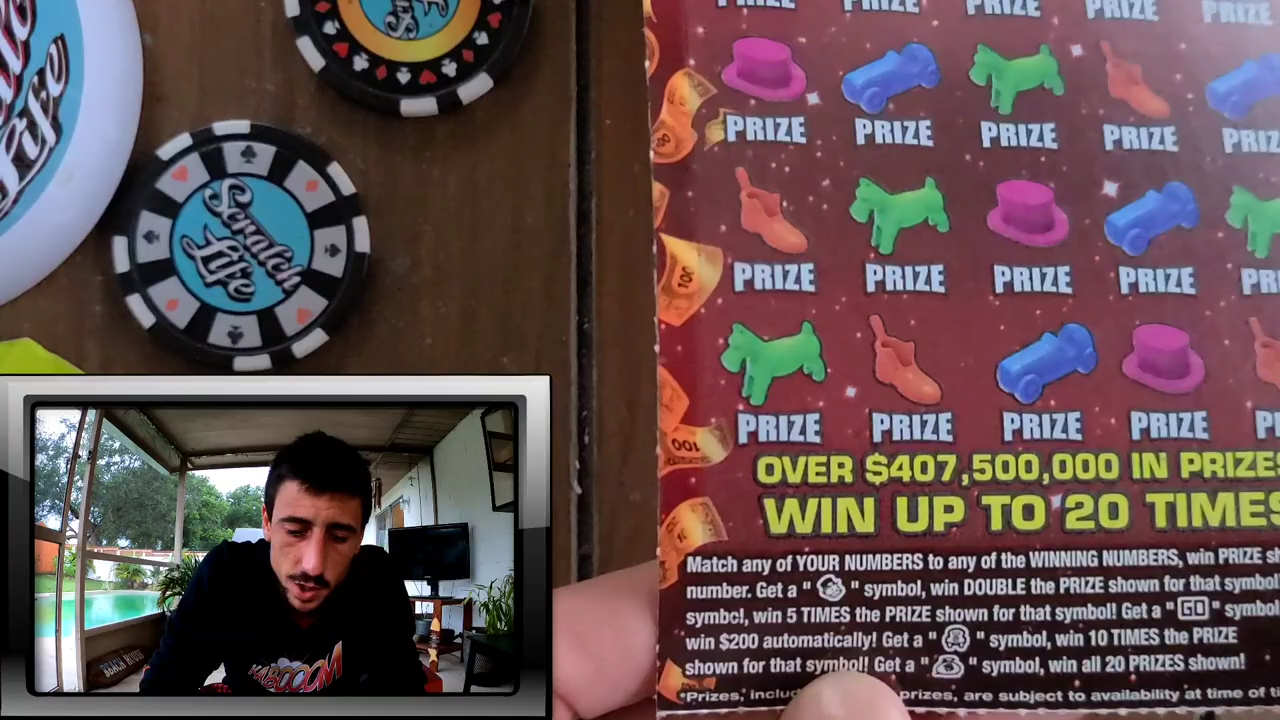 PRIZE PRIZE PRIZE PRIZE PRIZE
PRIZE PRIZE PRIZE PRIZE PRIZE
PRIZE PRIZE PRIZE PRIZE
PRIZE PRIZE PRIZE PRIZE
OVER $407,500,000 IN PRIZES
WIN UP TO 20 TIMES
Match any of YOUR NUMBERS to any of the WINNING NUMBERS, win PRIZE
number. Get a " " symbol, win DOUBLE the PRIZE shown for that symbol
symbol, win 5 TIMES the PRIZE shown for that symbol! Get a "GO" symbol
win $200 automatically! Get a " " symbol, win 10 TIMES the PRIZE
shown for that symbol! Get a " " symbol, win all 20 PRIZES shown!
*Prizes, prizes, are subject to availability at time of
Scratch
Life
Life
100
100
KABOOOM